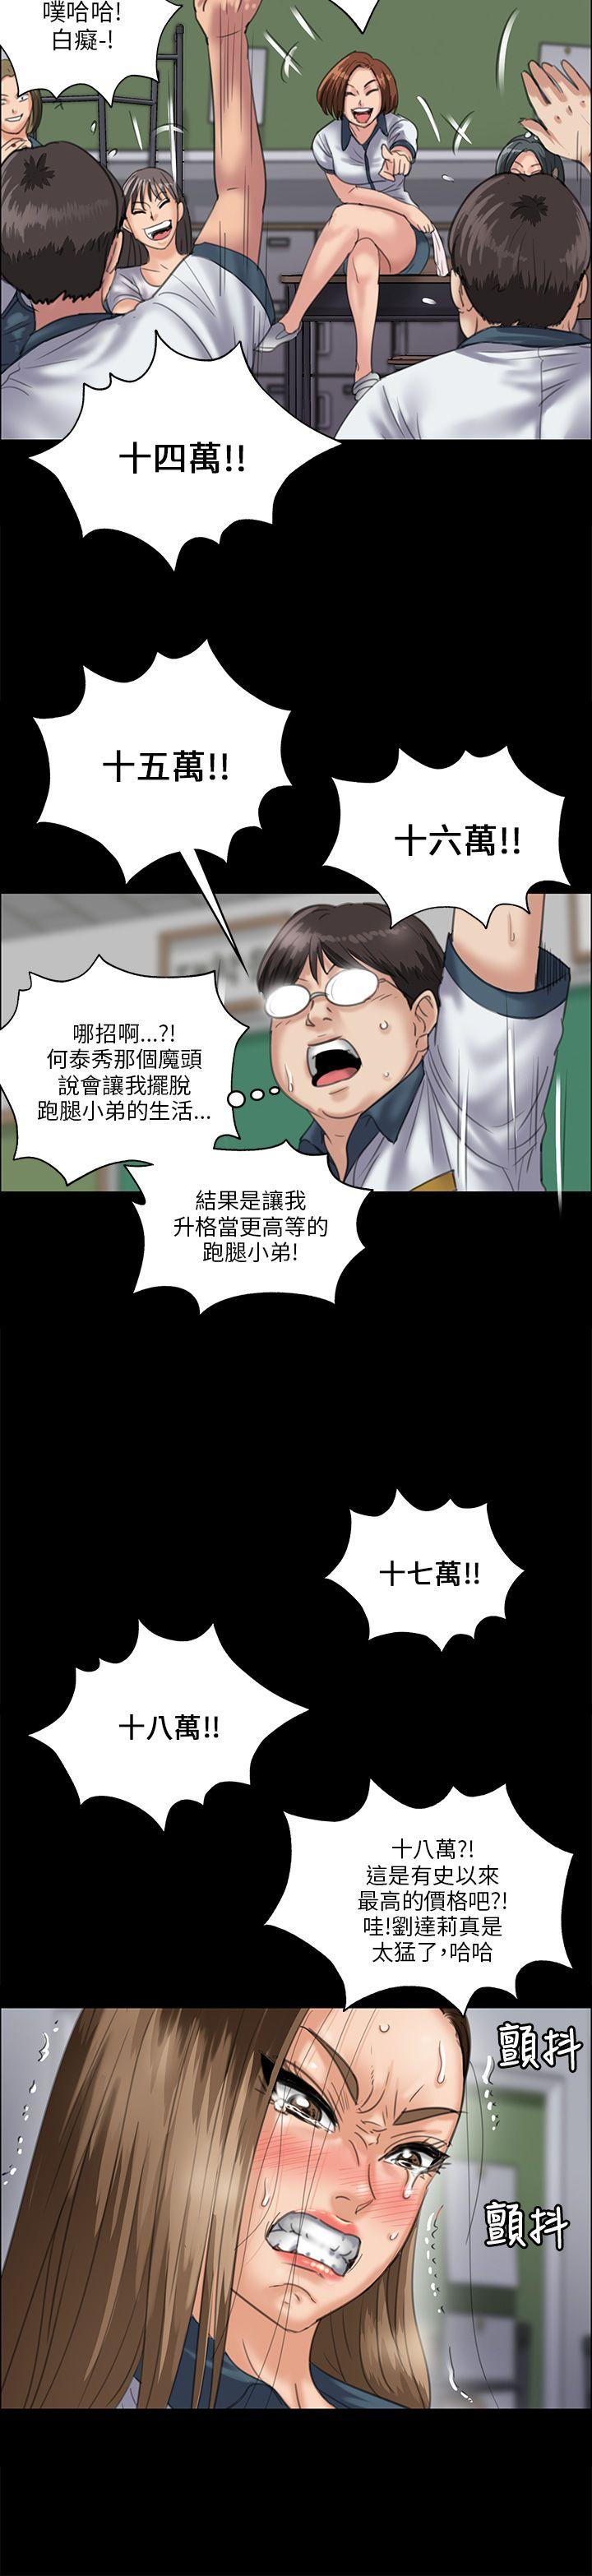 噗哈哈!
白癡-!
十四萬!!
十五萬!!
十六萬!!
哪招啊...?!
何泰秀那個魔頭
說會讓我擺脫
跑腿小弟的生活...
結果是讓我
升格當更高等的
跑腿小弟!
十七萬!!
十八萬!!
十八萬?!
這是有史以來
最高的價格吧?!
哇!劉達莉真是
太猛了,哈哈
顫抖
顫抖